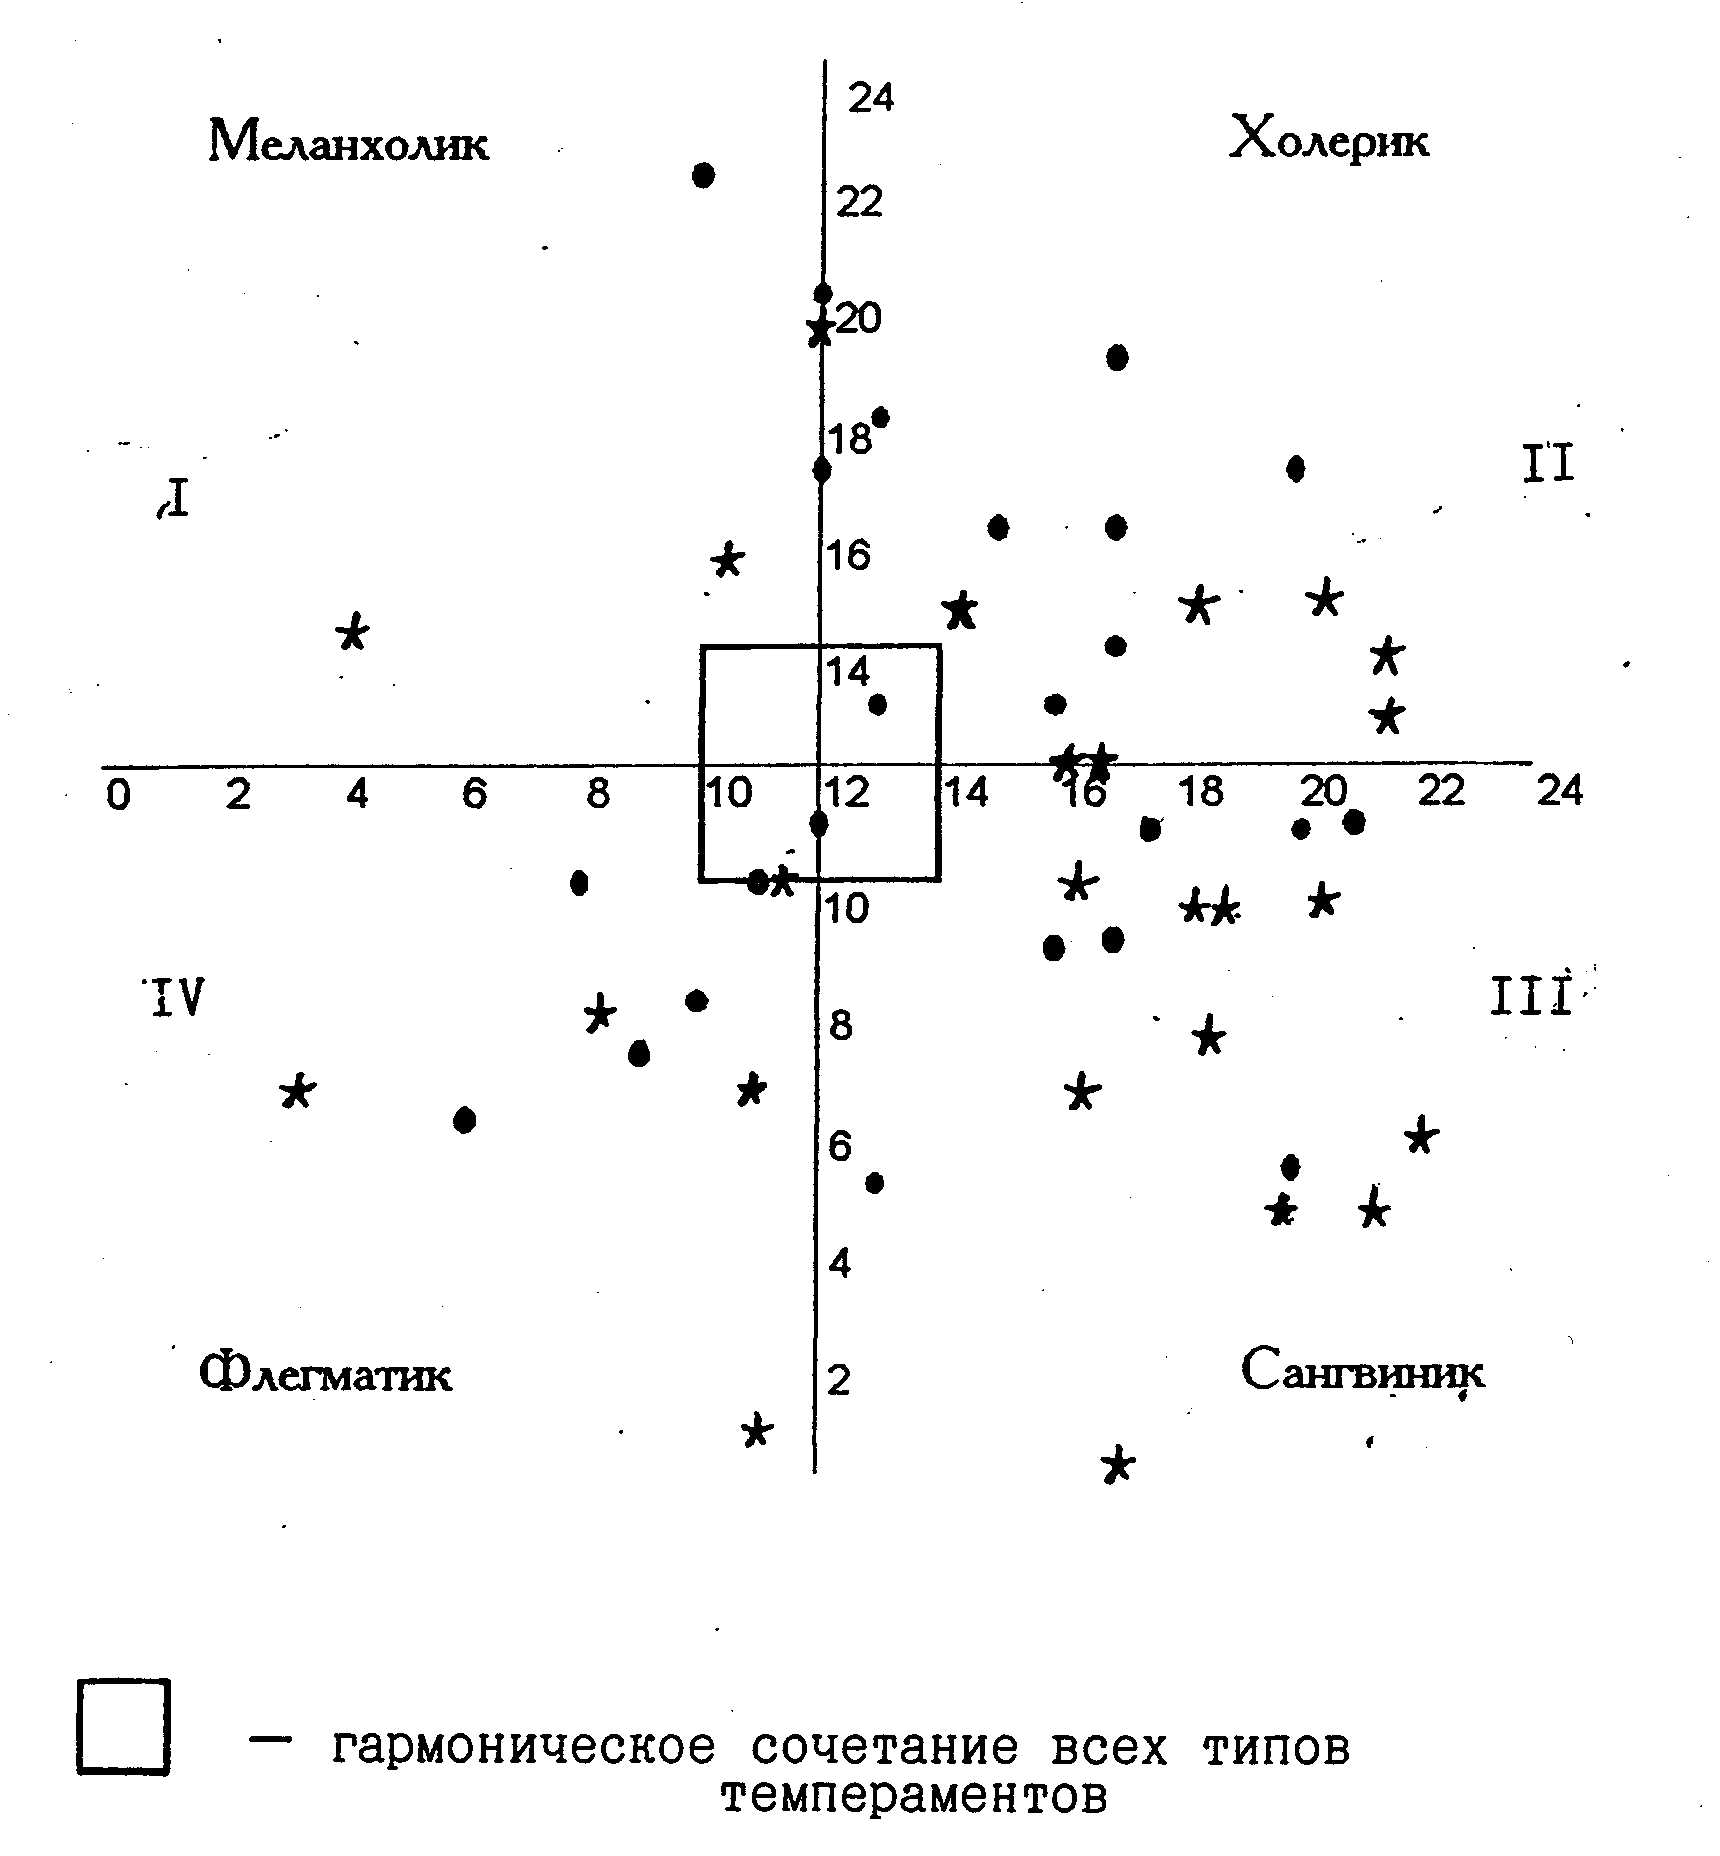 24
Меланхолик
Холерик
22
20
18
II
I
16
14
0 2 4 6 8 10 12 14 16 18 20 22 24
10
IV
III
8
6
4
Флегматик
2
Сангвиник
— гармоническое сочетание всех типов
темпераментов